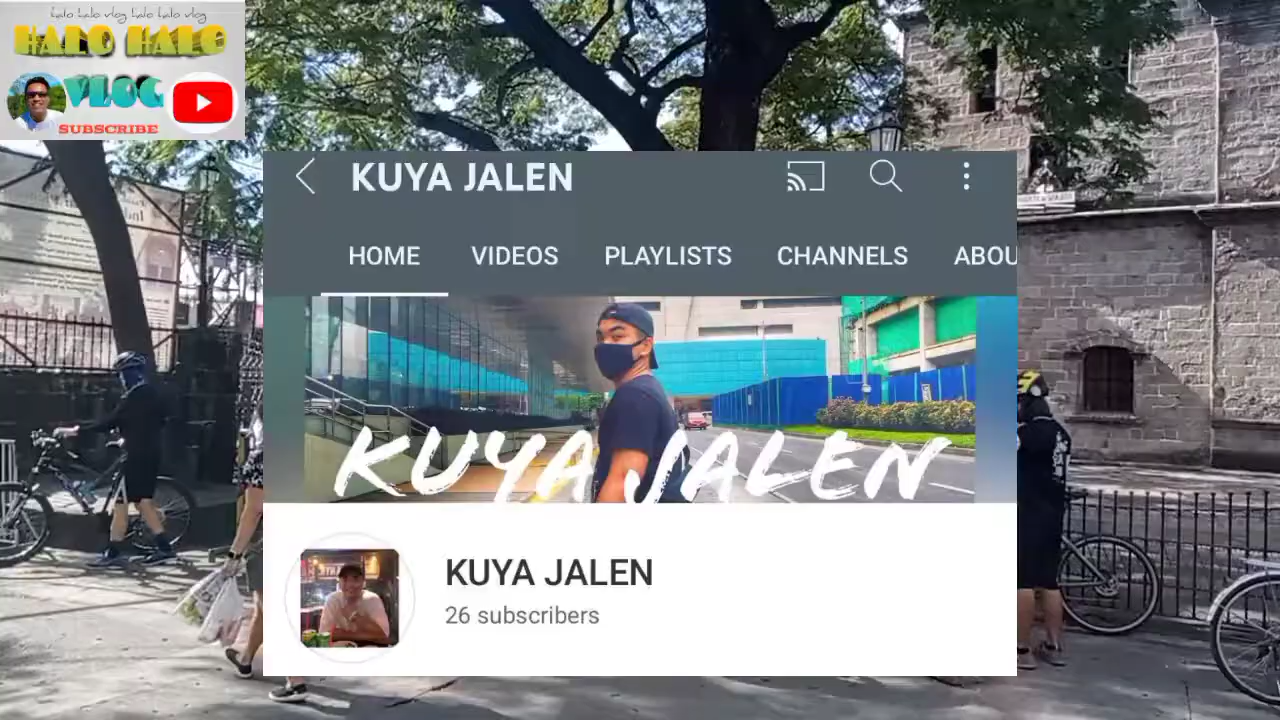 halo halo vlog halo halo vlog
HALO HALO
VLOG
SUBSCRIBE
KUYA JALEN
HOME VIDEOS PLAYLISTS CHANNELS ABOU
KUYA JALEN
KUYA JALEN
26 subscribers